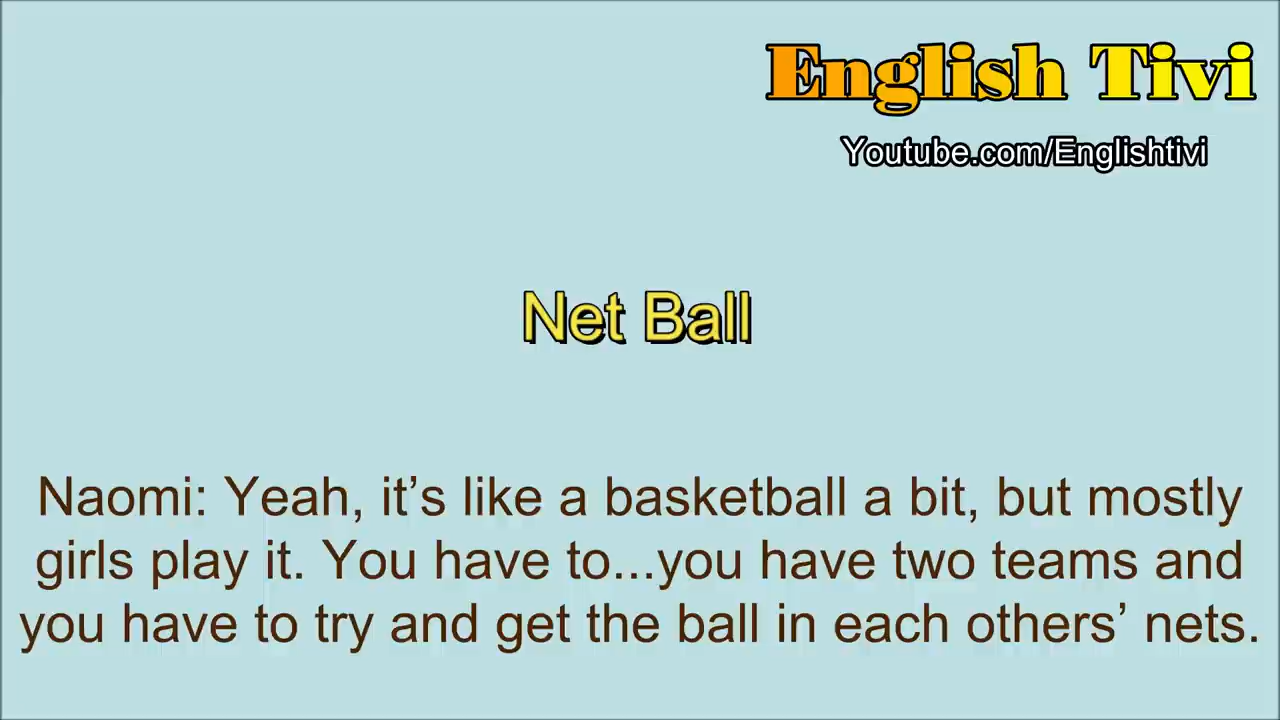 English Tivi
Youtube.com/Englishtivi
Net Ball
Naomi: Yeah, it’s like a basketball a bit, but mostly
girls play it. You have to...you have two teams and
you have to try and get the ball in each others’ nets.